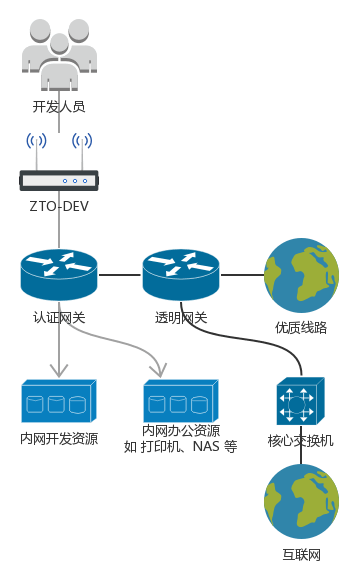 开发人员
ZTO-DEV
认证网关
透明网关
优质线路
内网开发资源
内网办公资源
如 打印机、NAS 等
核心交换机
互联网